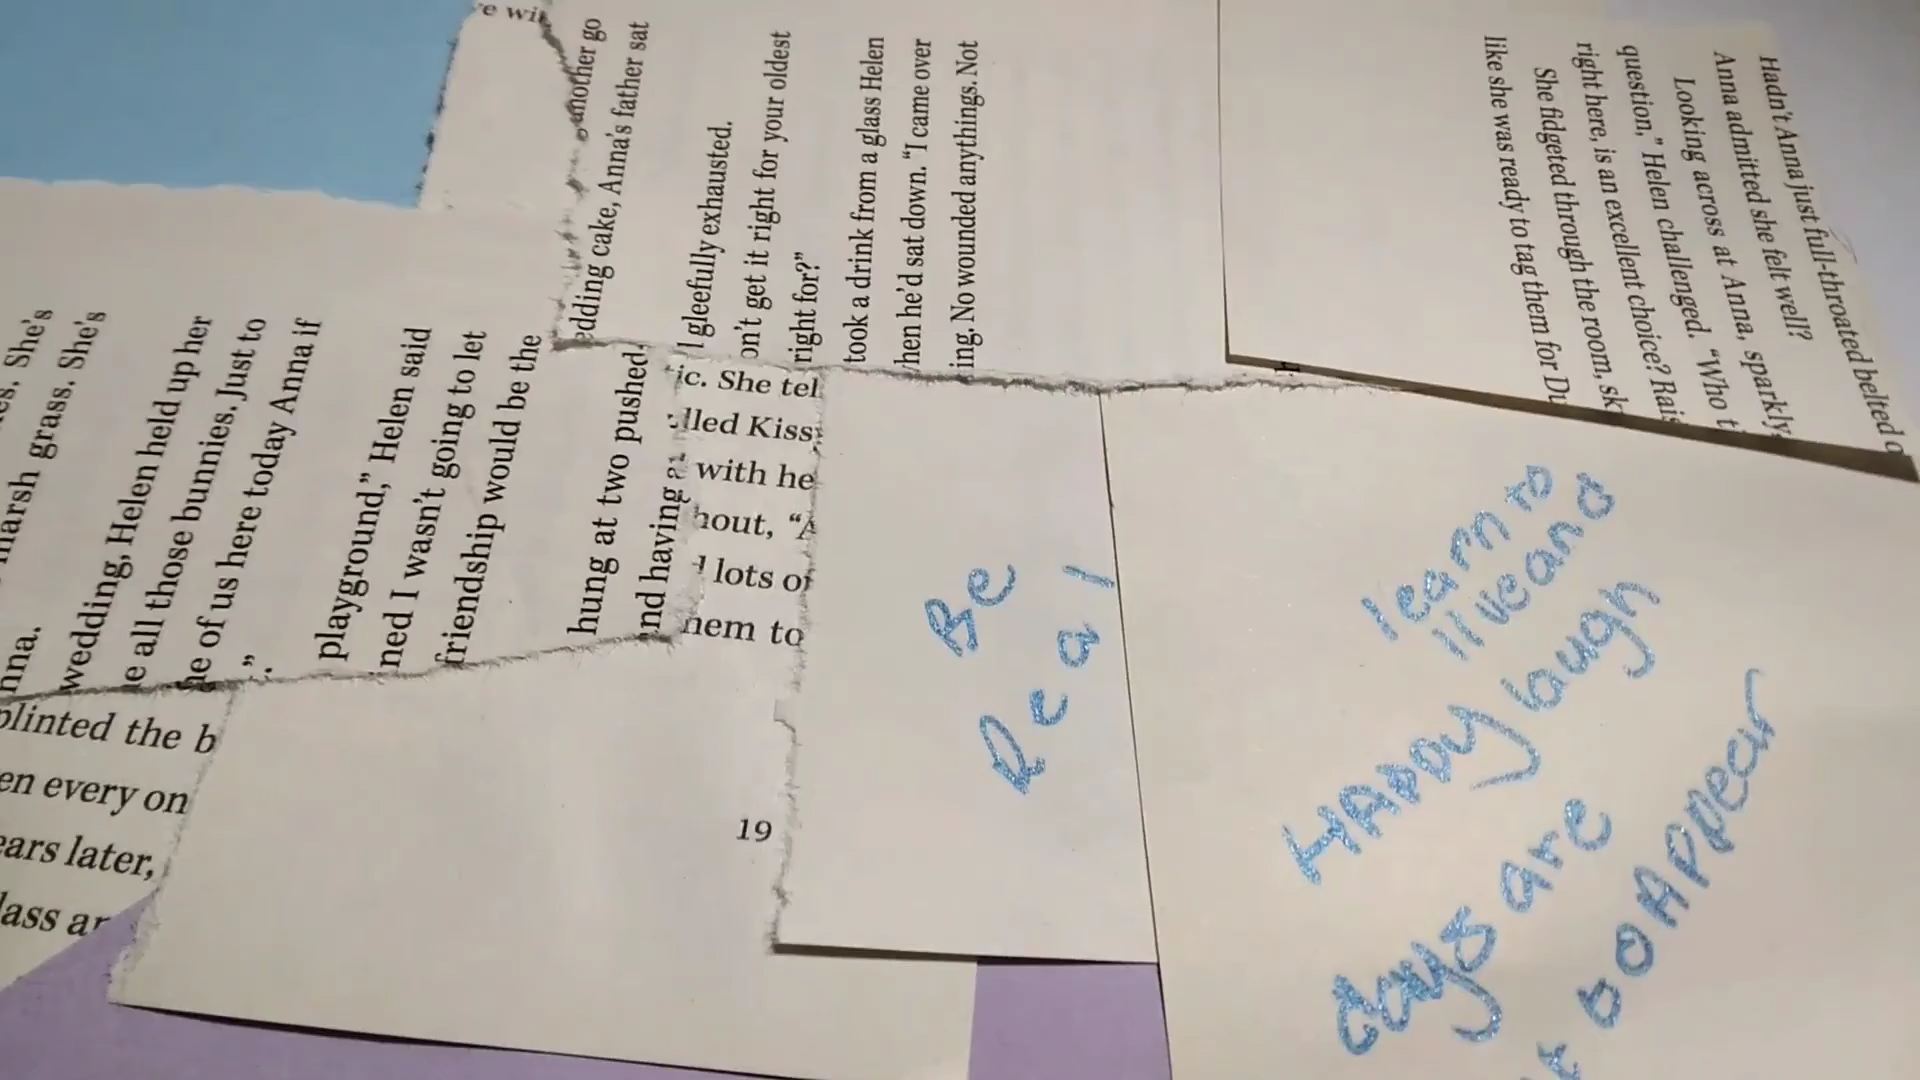 another go
edding cake, Anna's father sat
l gleefully exhausted.
on't get it right for your oldest
right for?”
took a drink from a glass Helen
hen he'd sat down. “I came over
ing. No wounded anythings. Not
Hadn't Anna just full-throated belted
Anna admitted she felt well?
Looking across at Anna, sparkly
question,” Helen challenged. “Who t
right here, is an excellent choice? Rais
She fidgeted through the room, sk
like she was ready to tag them for Du
She's
marsh grass. She's
nna.
wedding, Helen held up her
e all those bunnies. Just to
he of us here today Anna if
”
playground,” Helen said
ned I wasn't going to let
friendship would be the
hung at two pushed
nd having
ic. She tel
lled Kiss
with he
hout, “A
lots of
hem to
plinted the b
en every on
ears later,
lass ar
19
Be
Real
learn to
live and
laugh
HAPPY
days are
APPear